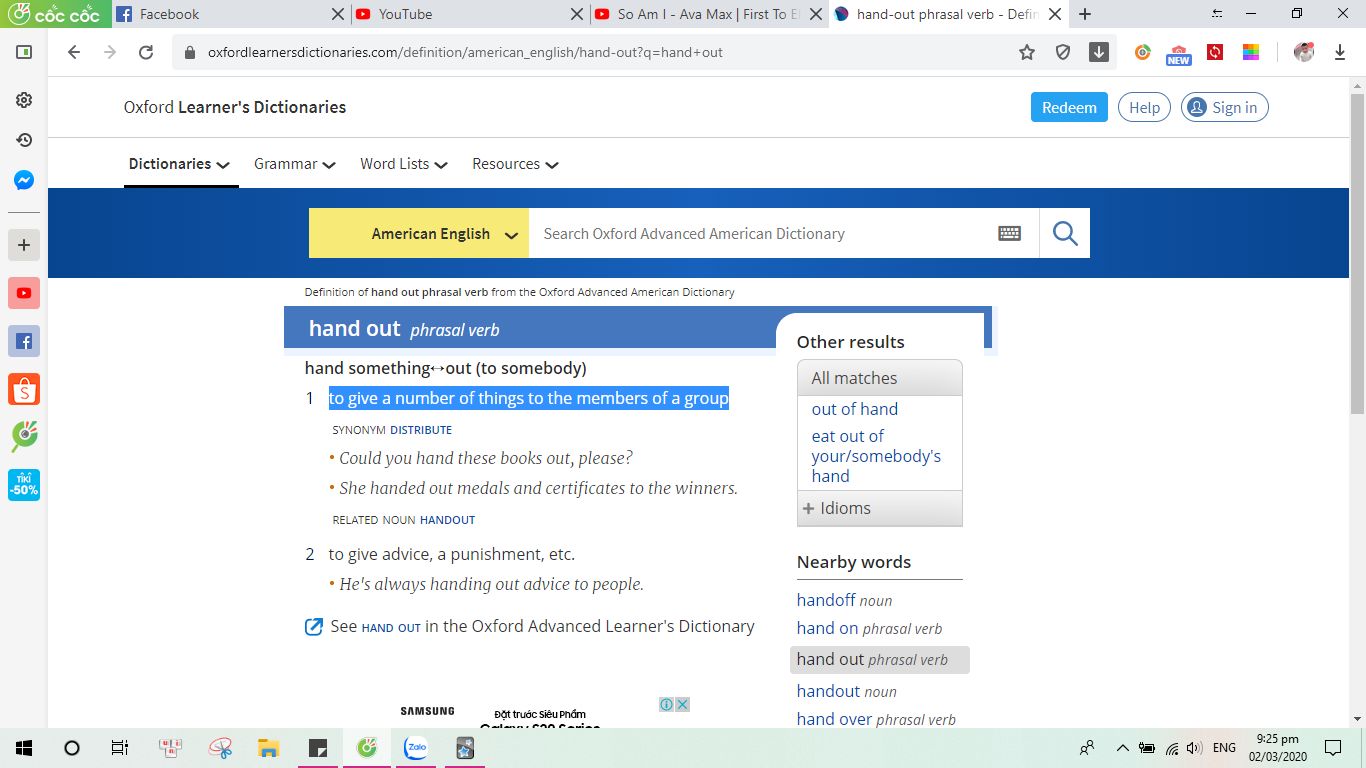 cốc cốc
Facebook
YouTube
So Am I - Ava Max | First To E
hand-out phrasal verb - Defin
oxfordlearnersdictionaries.com/definition/american_english/hand-out?q=hand+out
NEW
Oxford Learner's Dictionaries
Redeem
Help
Sign in
Dictionaries
Grammar
Word Lists
Resources
American English
Search Oxford Advanced American Dictionary
Definition of hand out phrasal verb from the Oxford Advanced American Dictionary
hand out phrasal verb
hand something↔out (to somebody)
1 to give a number of things to the members of a group
SYNONYM DISTRIBUTE
• Could you hand these books out, please?
• She handed out medals and certificates to the winners.
RELATED NOUN HANDOUT
2 to give advice, a punishment, etc.
• He's always handing out advice to people.
See HAND OUT in the Oxford Advanced Learner's Dictionary
Other results
All matches
out of hand
eat out of
your/somebody's
hand
+ Idioms
Nearby words
handoff noun
hand on phrasal verb
hand out phrasal verb
handout noun
hand over phrasal verb
TIKI
-50%
SAMSUNG
Đặt trước Siêu Phẩm
Galaxy S20 Series
Zalo
ENG
9:25 pm
02/03/2020